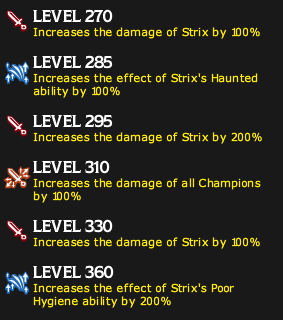 LEVEL 270
Increases the damage of Strix by 100%
LEVEL 285
Increases the effect of Strix's Haunted
ability by 100%
LEVEL 295
Increases the damage of Strix by 200%
LEVEL 310
Increases the damage of all Champions
by 100%
LEVEL 330
Increases the damage of Strix by 100%
LEVEL 360
Increases the effect of Strix's Poor
Hygiene ability by 200%